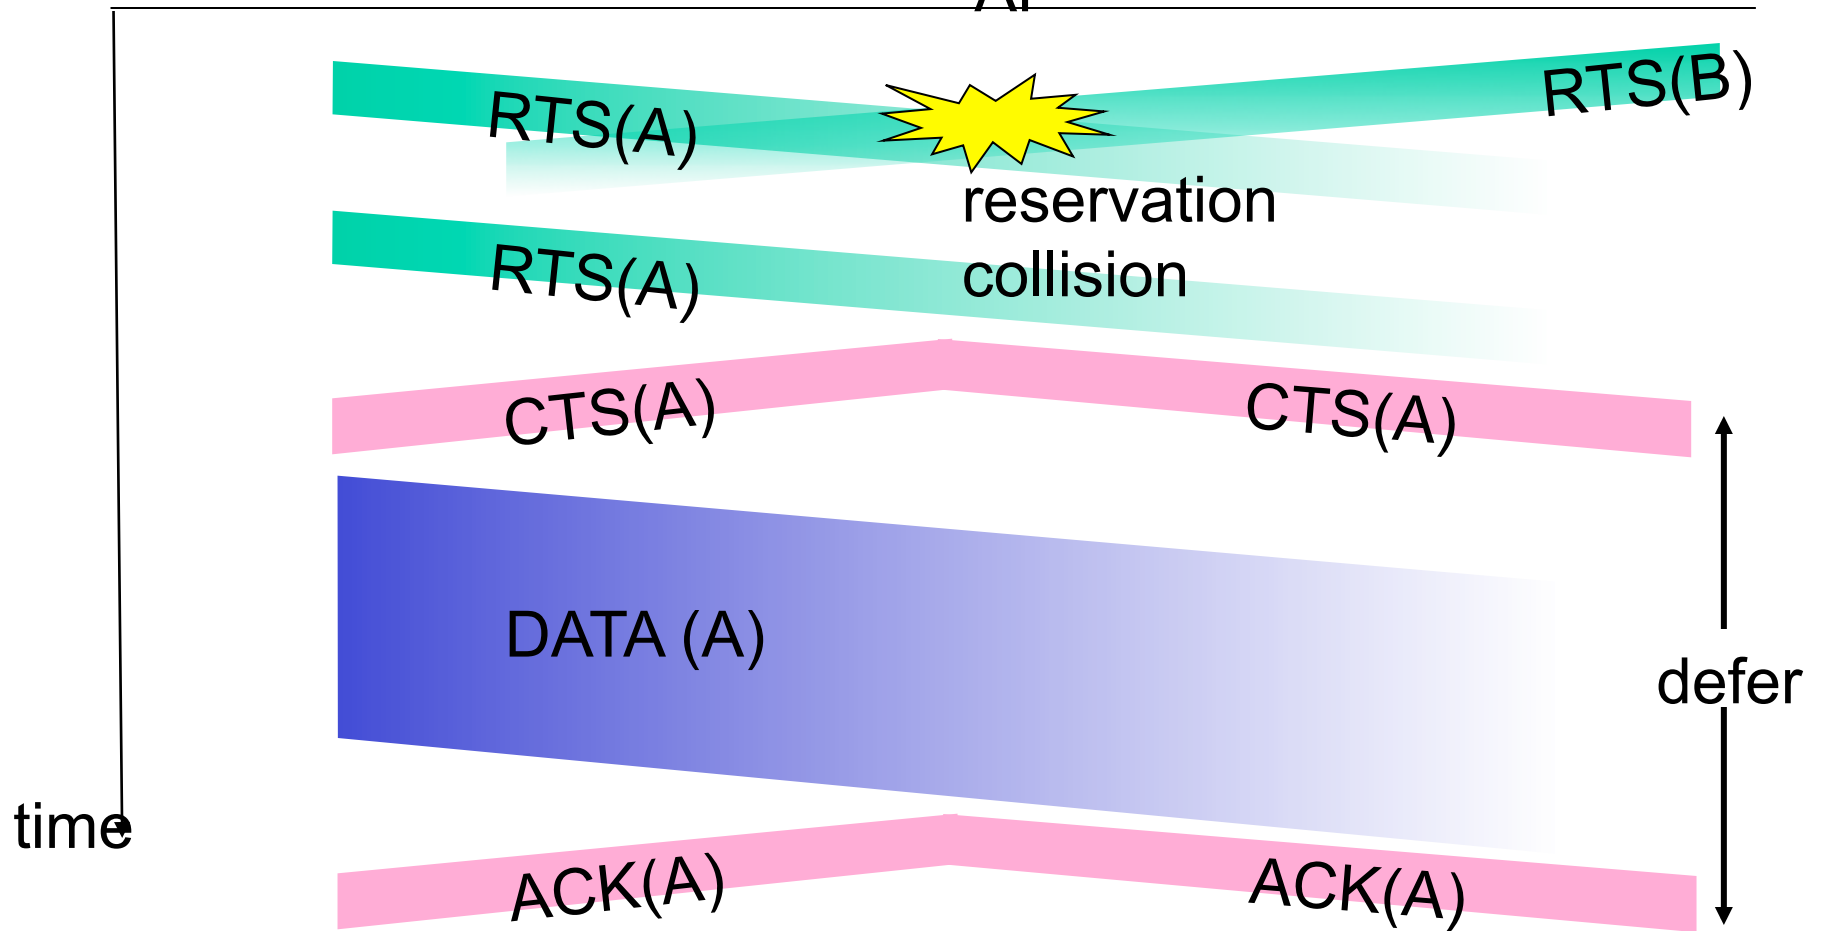 RTS(A)
RTS(B)
reservation
collision
RTS(A)
CTS(A)
CTS(A)
DATA (A)
defer
time
ACK(A)
ACK(A)